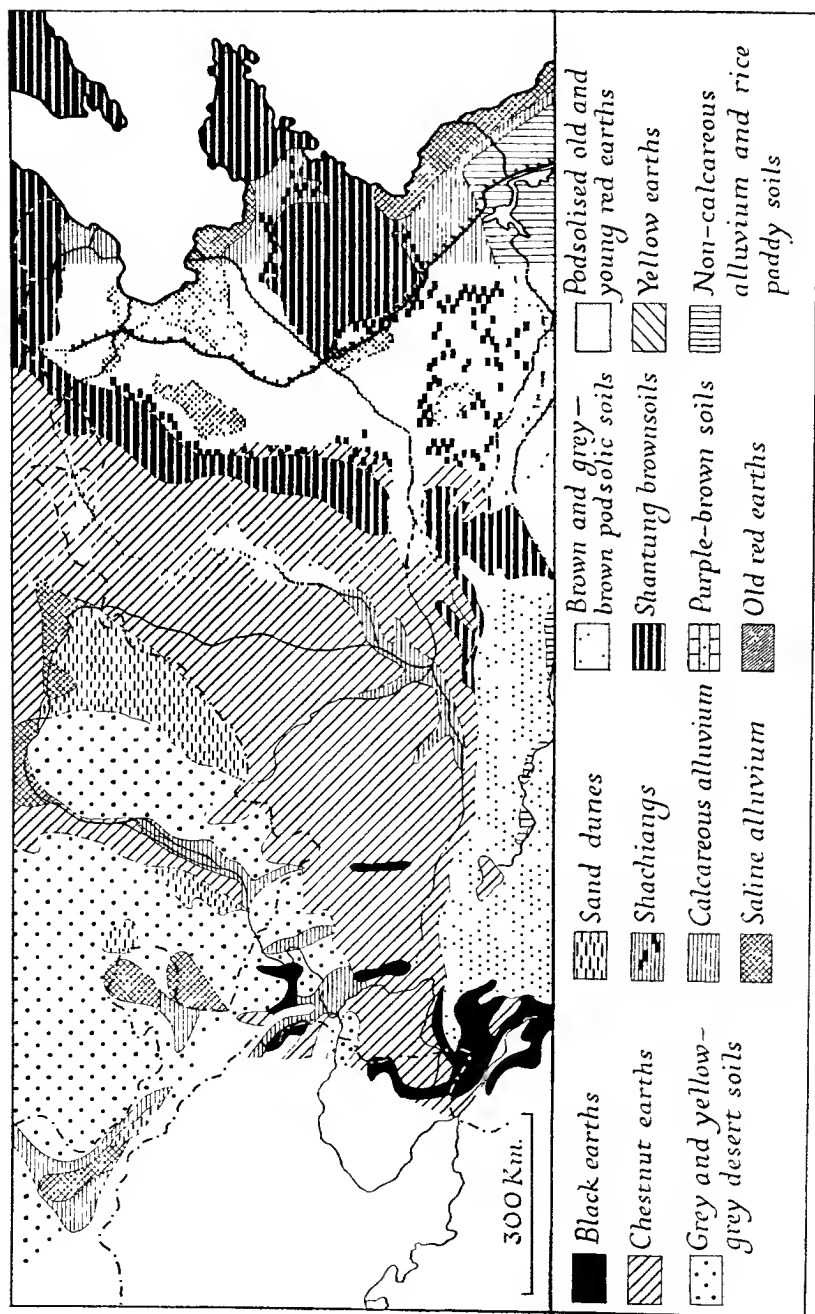 300 Km.
Black earths
Chestnut earths
Grey and yellow–
grey desert soils
Sand dunes
Shachiangs
Calcareous alluvium
Saline alluvium
Brown and grey–
brown podsolic soils
Shantung brownsoils
Purple-brown soils
Old red earths
Podsolised old and
young red earths
Yellow earths
Non-calcareous
alluvium and rice
paddy soils